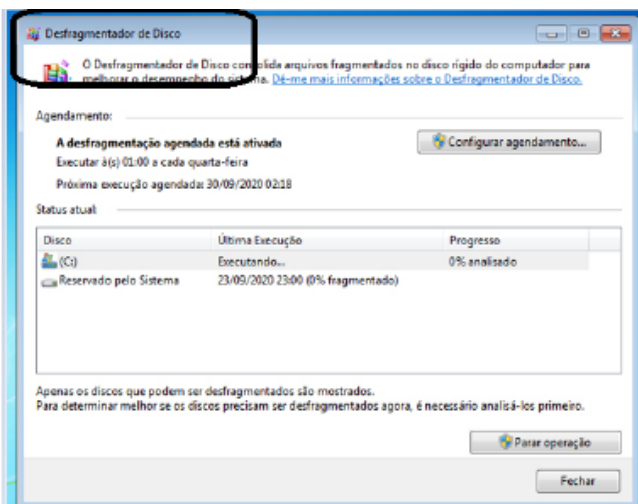 Desfragmentador de Disco
O Desfragmentador de Disco consolida arquivos fragmentados no disco rígido do computador para
melhorar o desempenho do sistema. Dê-me mais informações sobre o Desfragmentador de Disco.
Agendamento:
A desfragmentação agendada está ativada
Configurar agendamento...
Executar à(s) 01:00 a cada quarta-feira
Próxima execução agendada: 30/09/2020 02:18
Status atual:
Disco Última Execução Progresso
(C:) Executando... 0% analisado
Reservado pelo Sistema 23/09/2020 23:00 (0% fragmentado)
Apenas os discos que podem ser desfragmentados são mostrados.
Para determinar melhor se os discos precisam ser desfragmentados agora, é necessário analisá-los primeiro.
Parar operação
Fechar